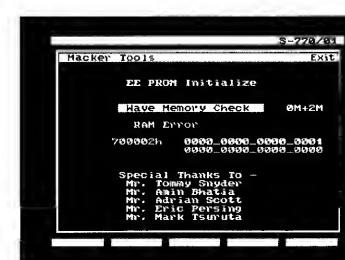 S-770/01
Hacker Tools Exit
EE PROM Initialize
Wave Memory Check 0M+2M
RAM Error
700002h 0000_0000_0000_0001
0000_0000_0000_0000
Special Thanks To -
Mr. Tommy Snyder
Mr. Amin Bhatia
Mr. Adrian Scott
Mr. Eric Persing
Mr. Mark Tsuruta